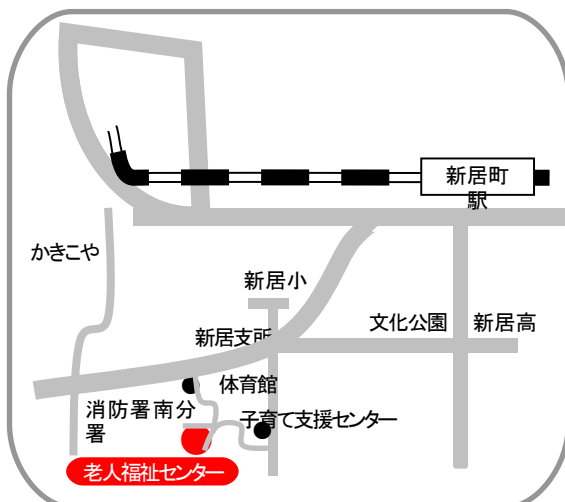 新居町
駅
かきこや
新居小
文化公園
新居高
新居支所
体育館
消防署南分
署
子育て支援センター
老人福祉センター